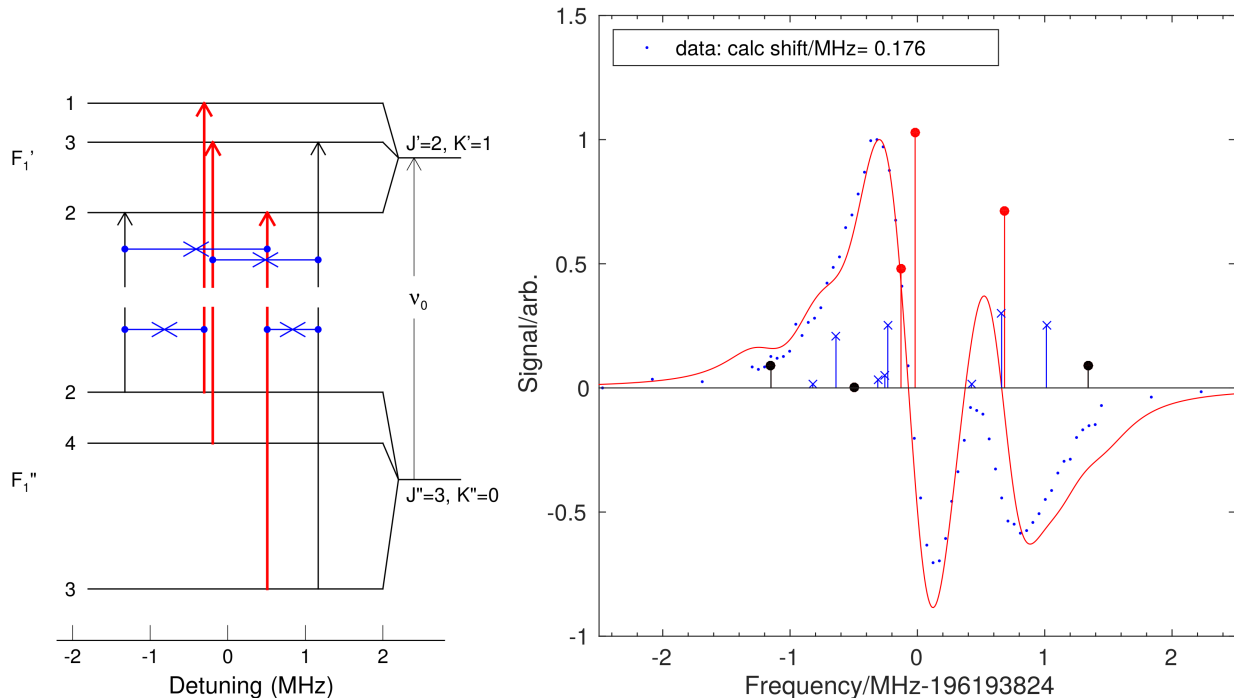 1
3
F₁'
J'=2, K'=1
2
ν₀
2
4
F₁"
J"=3, K"=0
3
-2 -1 0 1 2
Detuning (MHz)
data: calc shift/MHz= 0.176
1.5
1
0.5
0
-0.5
-1
Signal/arb.
-2 -1 0 1 2
Frequency/MHz-196193824